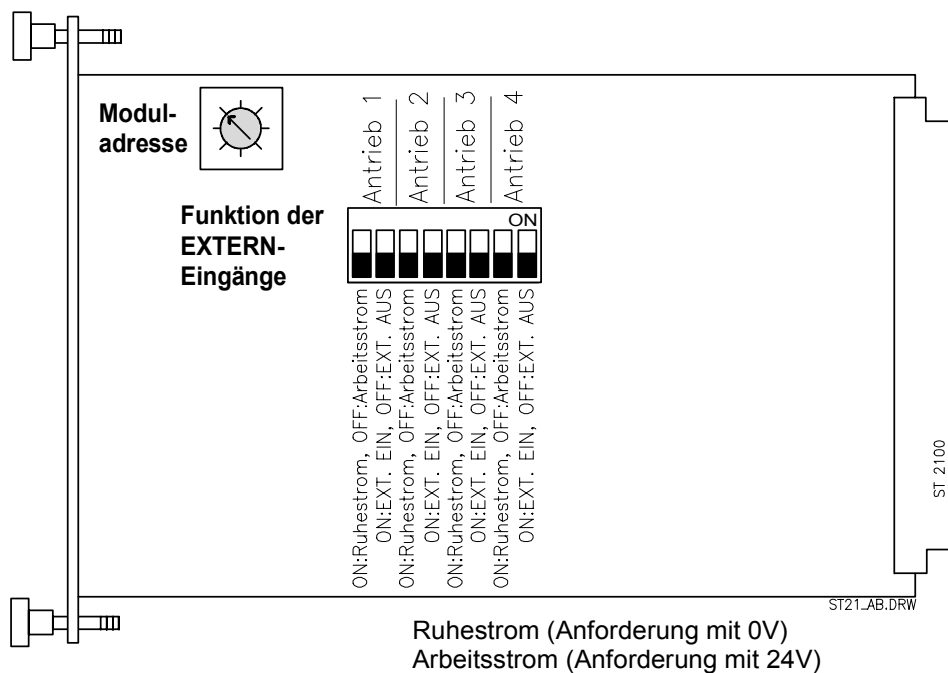 Modul-
adresse
Antrieb 1
Antrieb 2
Antrieb 3
Antrieb 4
Funktion der
EXTERN-
Eingänge
ON
ON:Ruhestrom, OFF:Arbeitsstrom
ON:EXT. EIN, OFF:EXT. AUS
ON:Ruhestrom, OFF:Arbeitsstrom
ON:EXT. EIN, OFF:EXT. AUS
ON:Ruhestrom, OFF:Arbeitsstrom
ON:EXT. EIN, OFF:EXT. AUS
ON:Ruhestrom, OFF:Arbeitsstrom
ON:EXT. EIN, OFF:EXT. AUS
ST 2100
ST21_AB.DRW
Ruhestrom (Anforderung mit 0V)
Arbeitsstrom (Anforderung mit 24V)